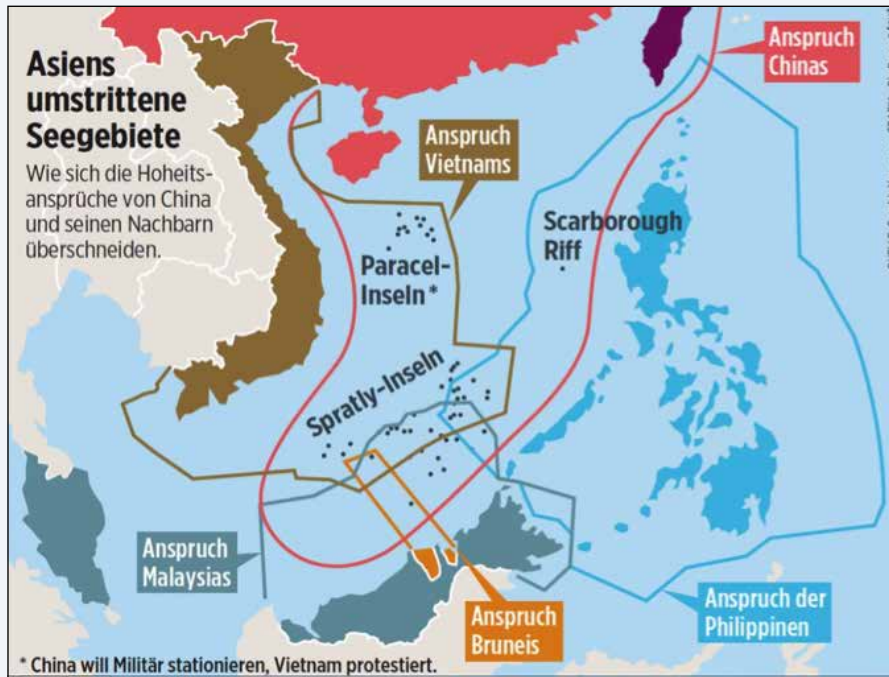 Asiens
umstrittene
Seegebiete
Wie sich die Hoheits-
ansprüche von China
und seinen Nachbarn
überschneiden.
Anspruch
Chinas
Anspruch
Vietnams
Scarborough
Riff
Paracel-
Inseln *
Spratly-Inseln
Anspruch
Malaysias
Anspruch
Bruneis
Anspruch der
Philippinen
* China will Militär stationieren, Vietnam protestiert.